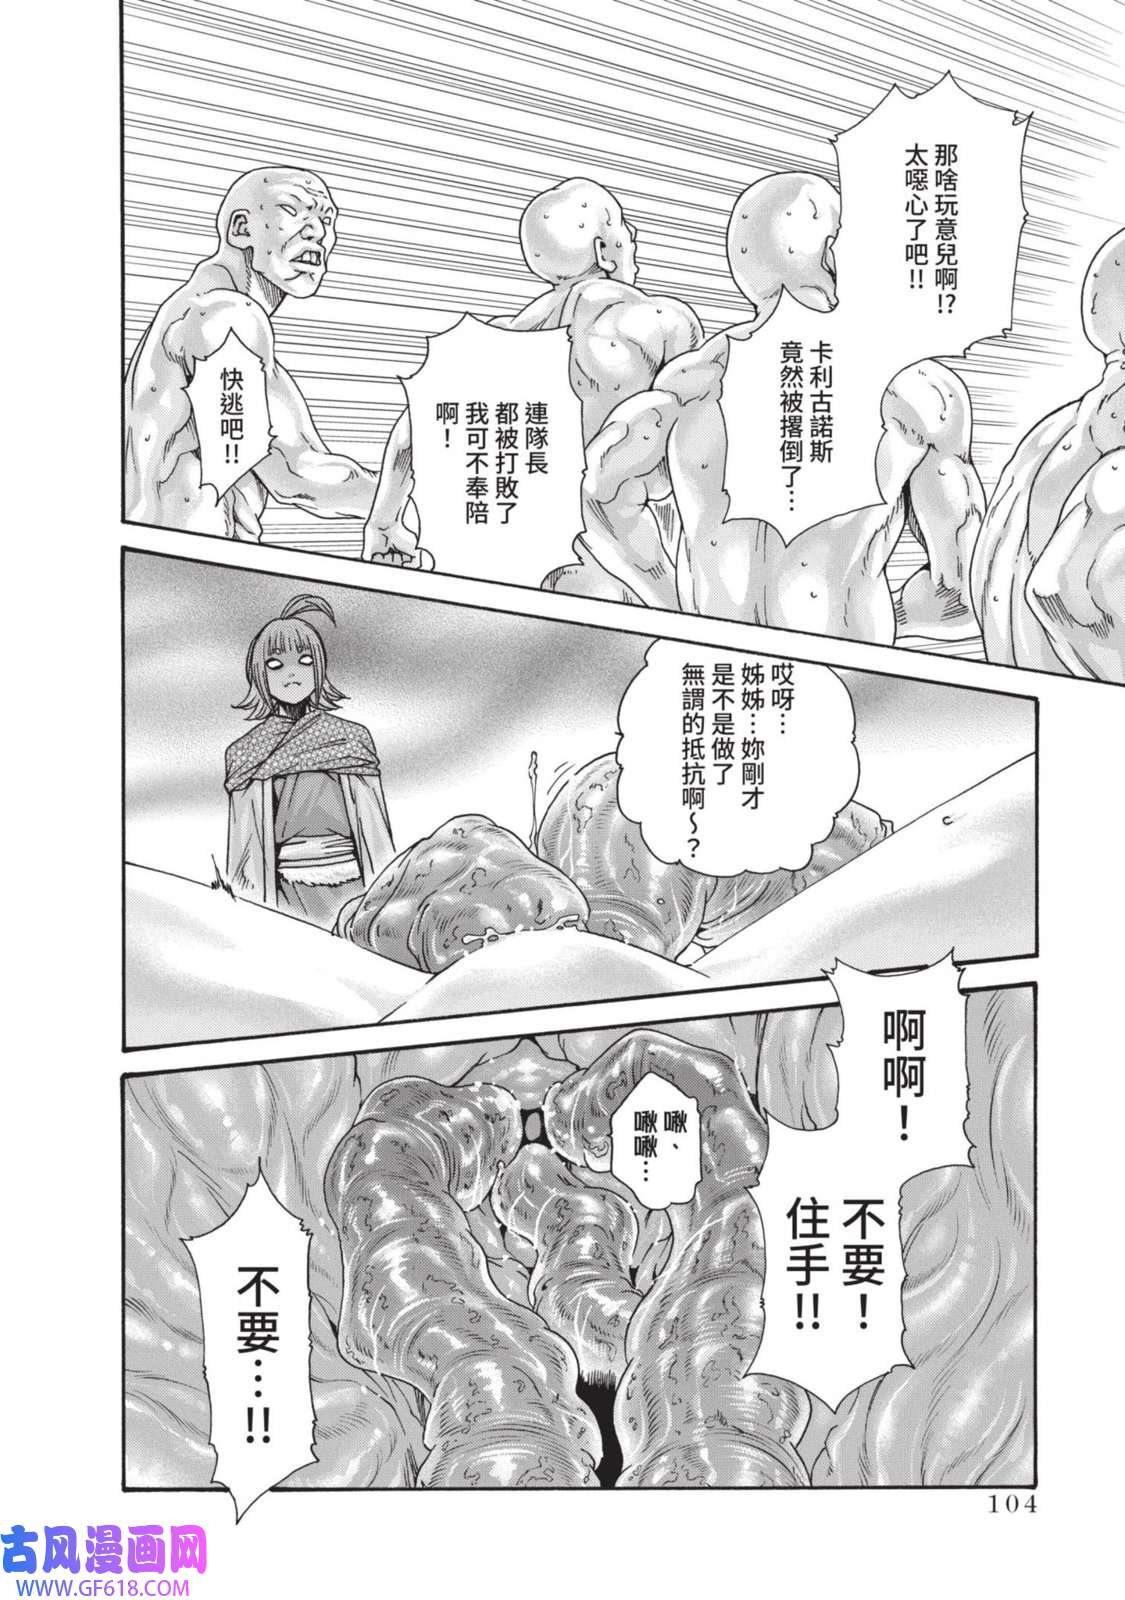 那啥玩意兒啊!?
太噁心了吧!!
卡利古諾斯
竟然被撂倒了…
連隊長
都被打敗了
我可不奉陪
啊！
快逃吧!!
哎呀…
姊姊…妳剛才
是不是做了
無謂的抵抗啊～？
啊啊！
不要！
住手!!
啾、
啾啾…
不要…!!
104
古风漫画网
WWW.GF618.COM